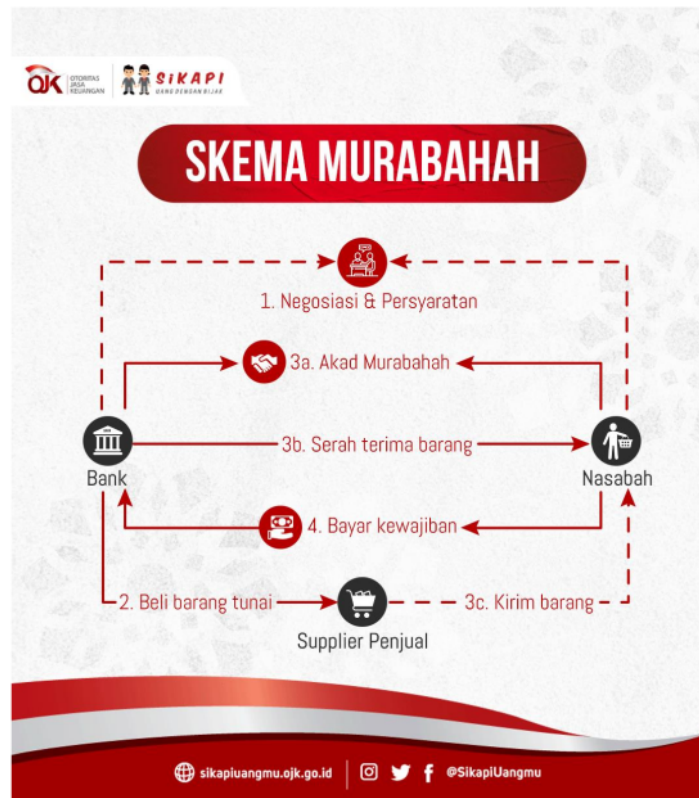 OJK
OTORITAS
JASA
KEUANGAN
SIKAPI
UANG DENGAN BIJAK
SKEMA MURABAHAH
1. Negosiasi & Persyaratan
3a. Akad Murabahah
3b. Serah terima barang
Bank
Nasabah
4. Bayar kewajiban
2. Beli barang tunai
3c. Kirim barang
Supplier Penjual
sikapiuangmu.ojk.go.id
@SikapiUangmu